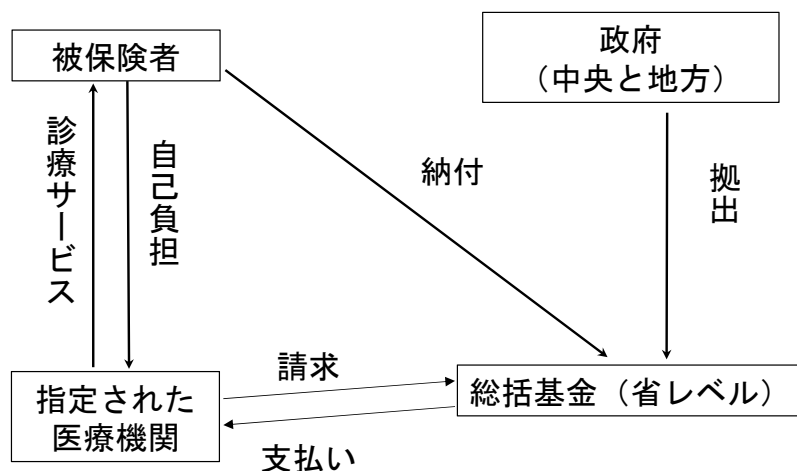 被保険者
政府
（中央と地方）
診療サービス
自己負担
納付
拠出
請求
指定された
医療機関
総括基金（省レベル）
支払い